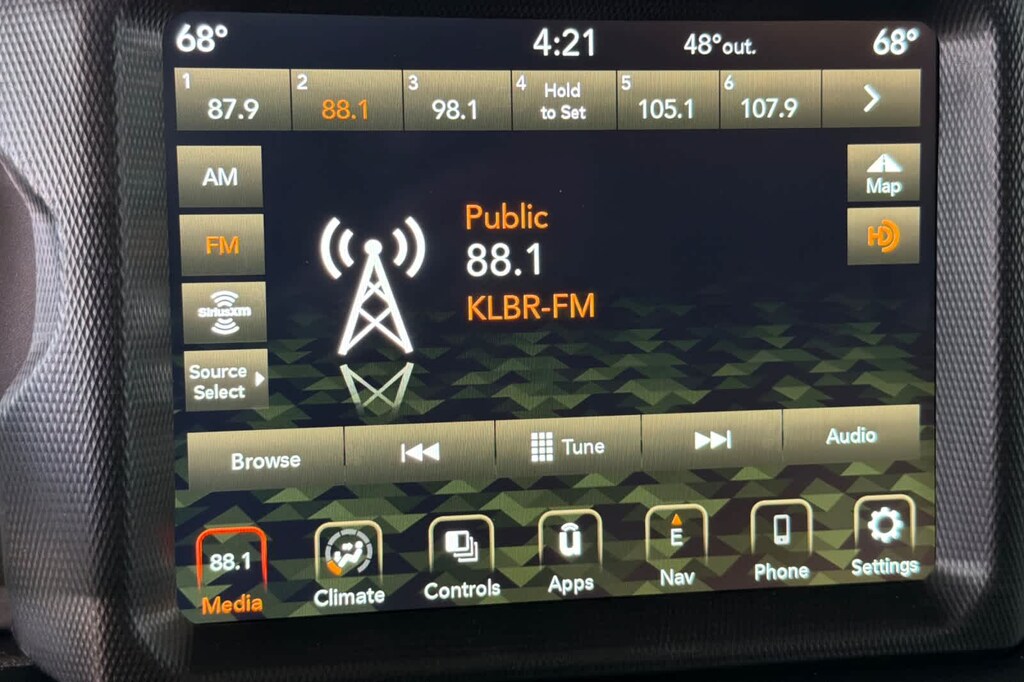 68° 4:21 48° out. 68°
1 87.9 2 88.1 3 98.1 4 Hold to Set 5 105.1 6 107.9
AM
FM
SiriusXM
Source
Select
Public
88.1
KLBR-FM
Map
HD
Browse Tune Audio
88.1 E
Media Climate Controls Apps Nav Phone Settings